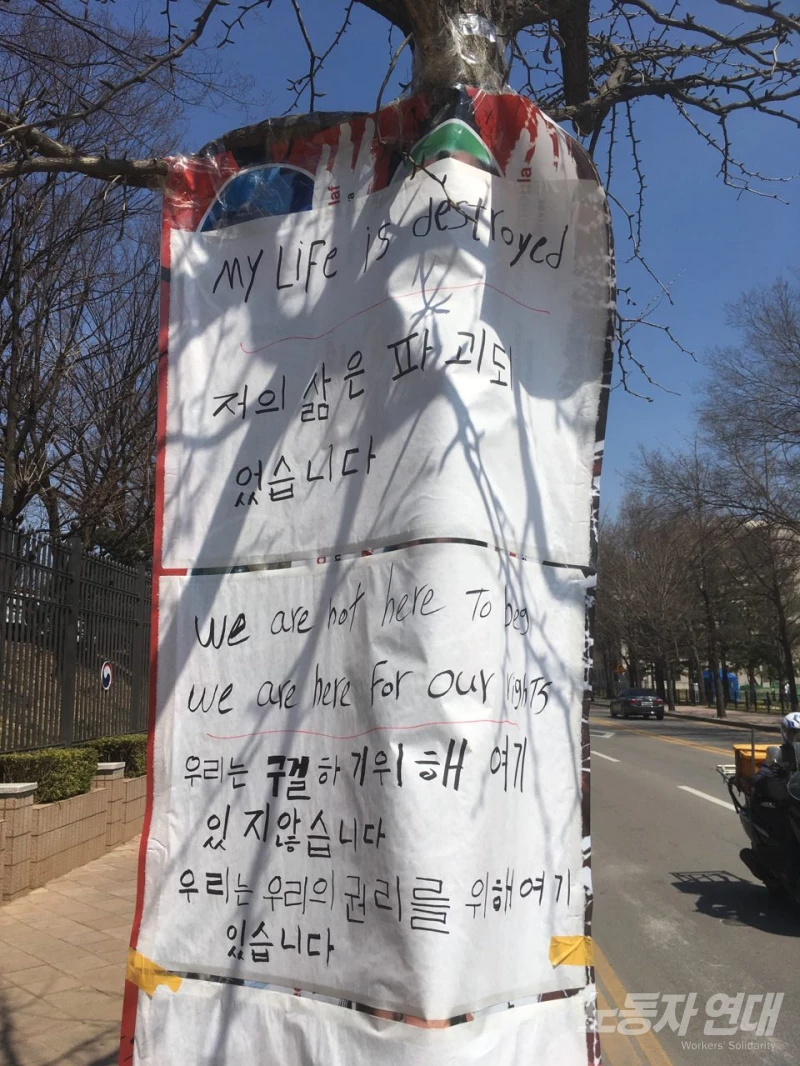 My Life is destroyed
저의 삶은 파괴되
었습니다
we are not here To beg
we are here For our rights
우리는 구걸하기위해 여기
있지않습니다
우리는 우리의 권리를 위해여기
있습니다
노동자 연대
Workers' Solidarity